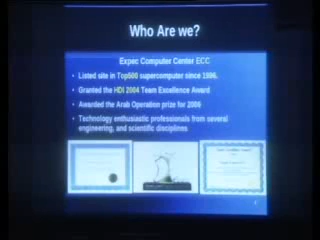 Who Are we?
Expec Computer Center ECC
• Listed site in Top500 supercomputer since 1996.
• Granted the HDI 2004 Team Excellence Award
• Awarded the Arab Operation prize for 2006
• Technology enthusiastic professionals from several
engineering, and scientific disciplines